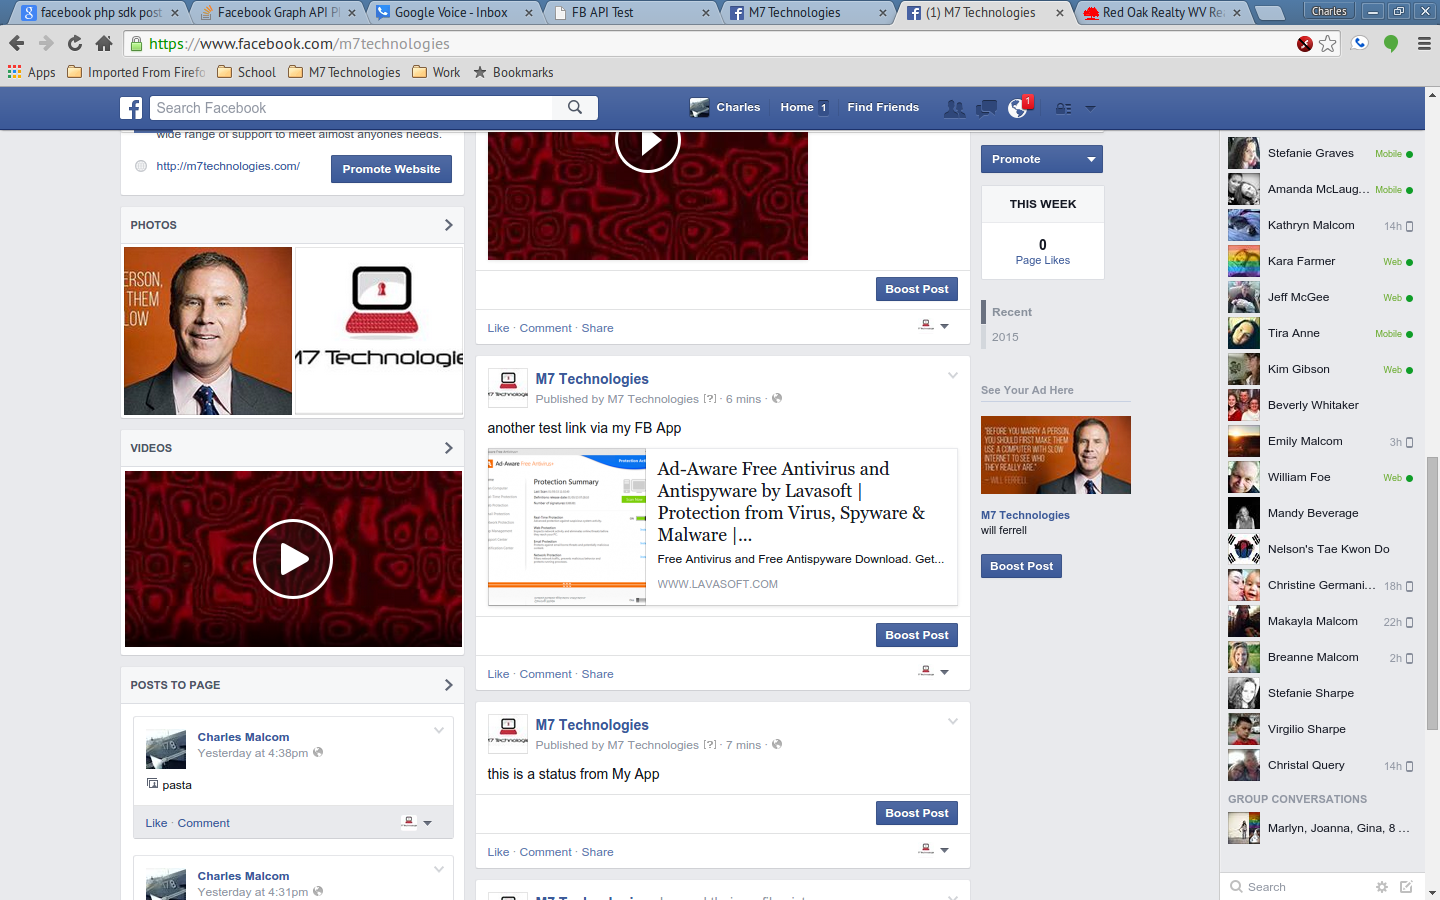 facebook php sdk post
Facebook Graph API P
Google Voice - Inbox
FB API Test
M7 Technologies
(1) M7 Technologies
Red Oak Realty WV Re
Charles
https://www.facebook.com/m7technologies
Apps
Imported From Firefo
School
M7 Technologies
Work
Bookmarks
Search Facebook
Charles
Home 1
Find Friends
1
wide range of support to meet almost anyones needs.
http://m7technologies.com/
Promote Website
PHOTOS
ERSON,
THEM
LOW
M7 Technologie
VIDEOS
POSTS TO PAGE
Charles Malcom
Yesterday at 4:38pm
pasta
Like · Comment
Charles Malcom
Yesterday at 4:31pm
Boost Post
Like · Comment · Share
M7 Technologies
Published by M7 Technologies [?] · 6 mins ·
another test link via my FB App
Ad-Aware Free Antivirus
Protection Summary
Ad-Aware Free Antivirus and
Antispyware by Lavasoft |
Protection from Virus, Spyware &
Malware |...
Free Antivirus and Free Antispyware Download. Get...
WWW.LAVASOFT.COM
Boost Post
Like · Comment · Share
M7 Technologies
Published by M7 Technologies [?] · 7 mins ·
this is a status from My App
Boost Post
Like · Comment · Share
Promote
THIS WEEK
0
Page Likes
Recent
2015
See Your Ad Here
"BEFORE YOU MARRY A PERSON,
YOU SHOULD FIRST MAKE THEM
USE A COMPUTER WITH SLOW
INTERNET TO SEE WHO
THEY REALLY ARE."
- WILL FERRELL
M7 Technologies
will ferrell
Boost Post
Stefanie Graves Mobile
Amanda McLaug... Mobile
Kathryn Malcom 14h
Kara Farmer Web
Jeff McGee Web
Tira Anne Mobile
Kim Gibson Web
Beverly Whitaker
Emily Malcom 3h
William Foe Web
Mandy Beverage
Nelson's Tae Kwon Do
Christine Germani... 18h
Makayla Malcom 22h
Breanne Malcom 2h
Stefanie Sharpe
Virgilio Sharpe
Christal Query 14h
GROUP CONVERSATIONS
Marlyn, Joanna, Gina, 8 ...
Search